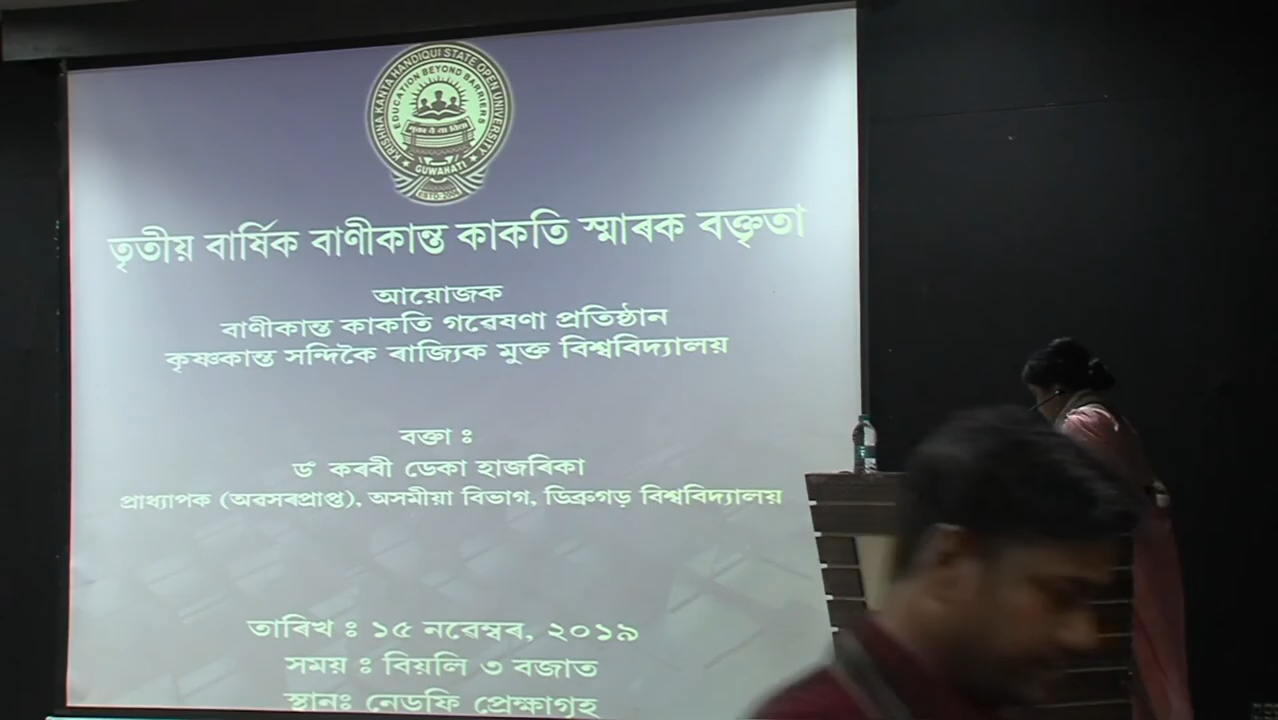 KRISHNA KANTA HANDIQUI STATE OPEN UNIVERSITY
EDUCATION BEYOND BARRIERS
GUWAHATI
ESTD 2006
তৃতীয় বাৰ্ষিক বাণীকান্ত কাকতি স্মাৰক বক্তৃতা
আয়োজক
বাণীকান্ত কাকতি গৱেষণা প্ৰতিষ্ঠান
কৃষ্ণকান্ত সন্দিকৈ ৰাজ্যিক মুক্ত বিশ্ববিদ্যালয়
বক্তা ঃ
ড° কৰবী ডেকা হাজৰিকা
প্ৰাধ্যাপক (অৱসৰপ্ৰাপ্ত), অসমীয়া বিভাগ, ডিব্ৰুগড় বিশ্ববিদ্যালয়
তাৰিখ ঃ ১৫ নৱেম্বৰ, ২০১৯
সময় ঃ বিয়লি ৩ বজাত
স্থানঃ নেডফি প্ৰেক্ষাগৃহ